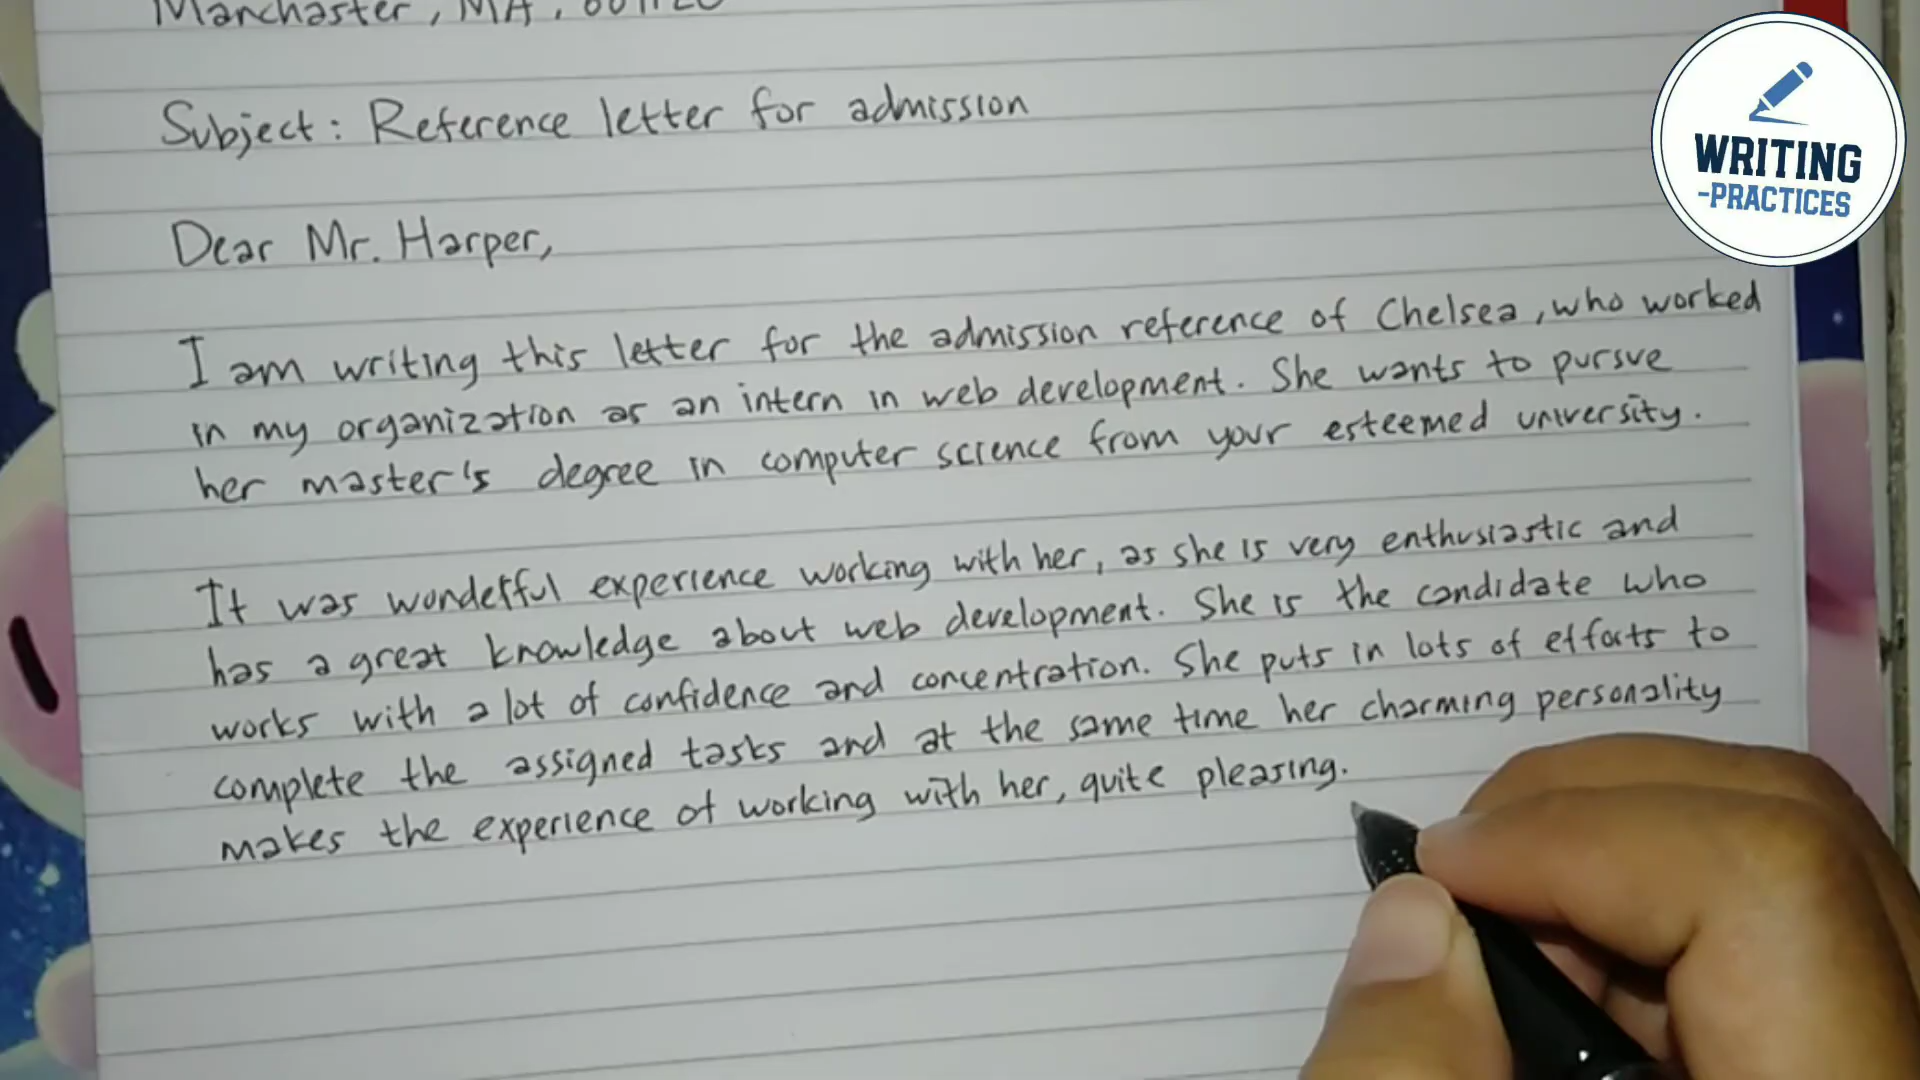 Manchaster, MA,
Subject: Reference letter for admission
Dear Mr. Harper,
I am writing this letter for the admission reference of Chelsea, who worked
in my organization as an intern in web development. She wants to pursue
her master's degree in computer science from your esteemed university.
It was wonderful experience working with her, as she is very enthusiastic and
has a great knowledge about web development. She is the candidate who
works with a lot of confidence and concentration. She puts in lots of efforts to
complete the assigned tasks and at the same time her charming personality
makes the experience of working with her, quite pleasing.
WRITING
-PRACTICES